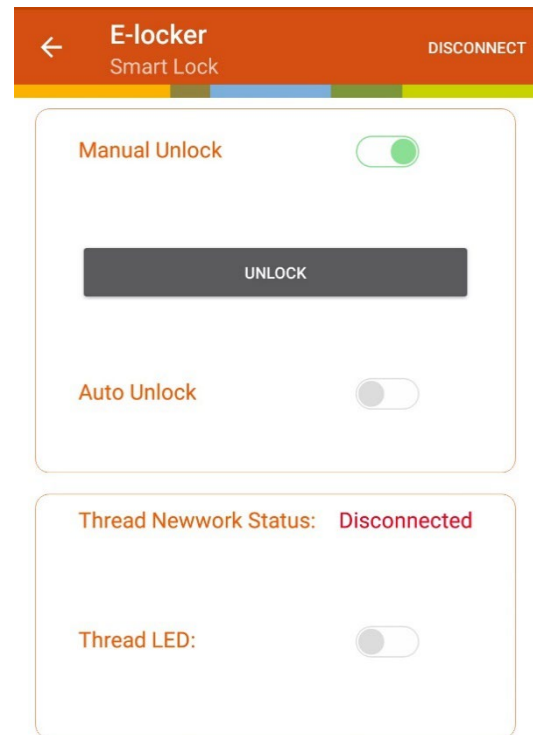 E-locker
DISCONNECT
Smart Lock
Manual Unlock
UNLOCK
Auto Unlock
Thread Newwork Status: Disconnected
Thread LED: